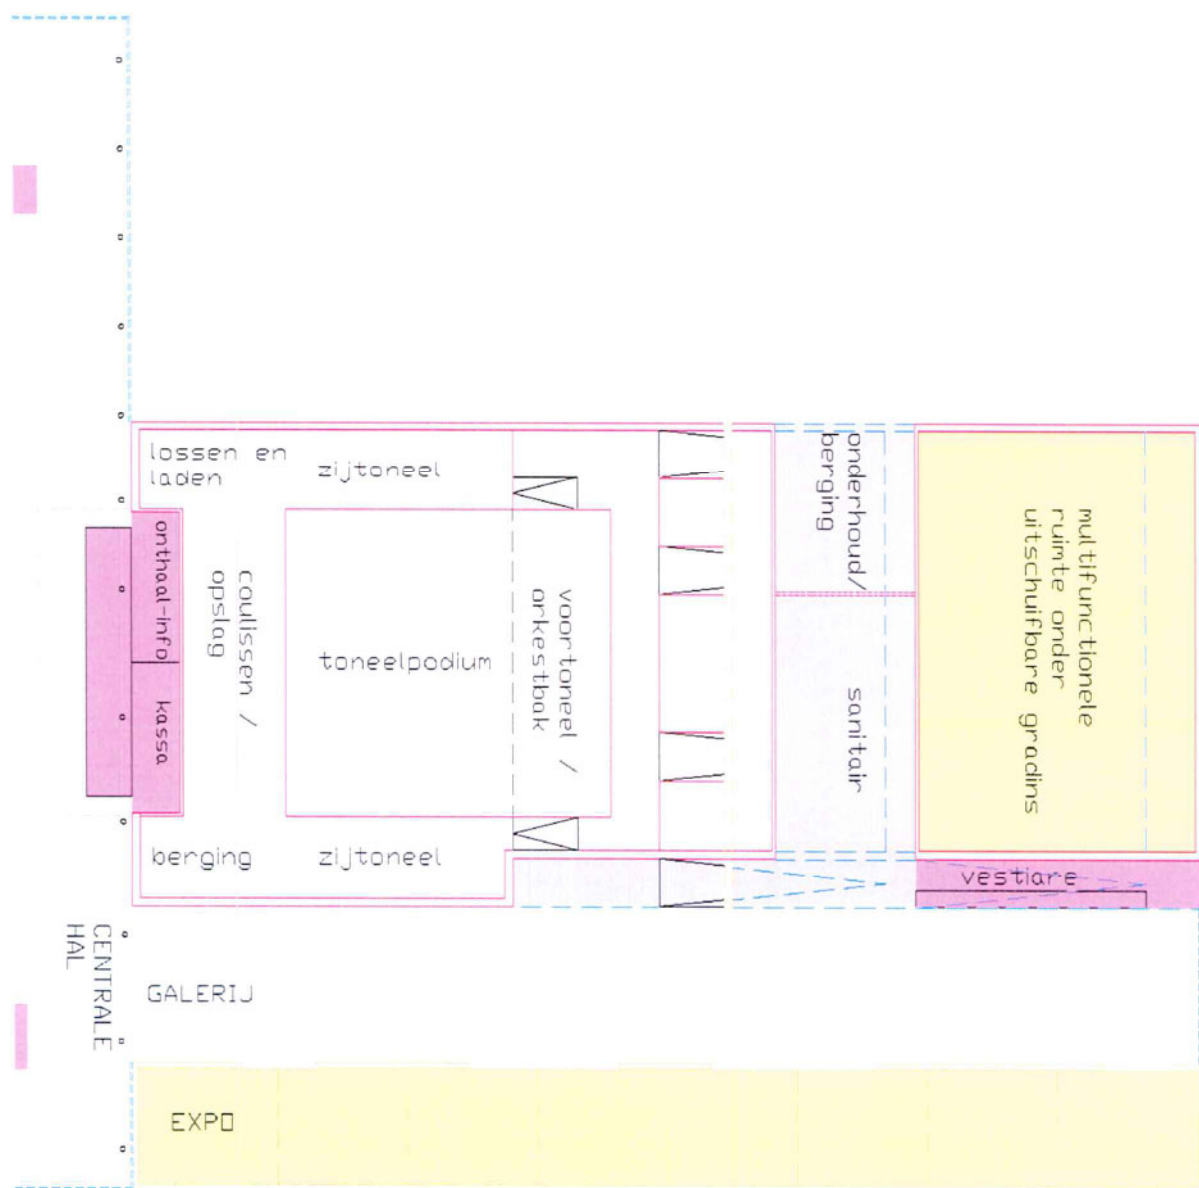 lossen en
laden
zijtoneel
onderhoud/
berging
multifunctionele
ruimte onder
uitschuifbare gradins
onthaal-info
kassa
coulissen /
opslag
toneelpodium
voortoneel /
orkestbak
sanitair
berging
zijtoneel
vestiare
CENTRALE
HAL
GALERIJ
EXPO